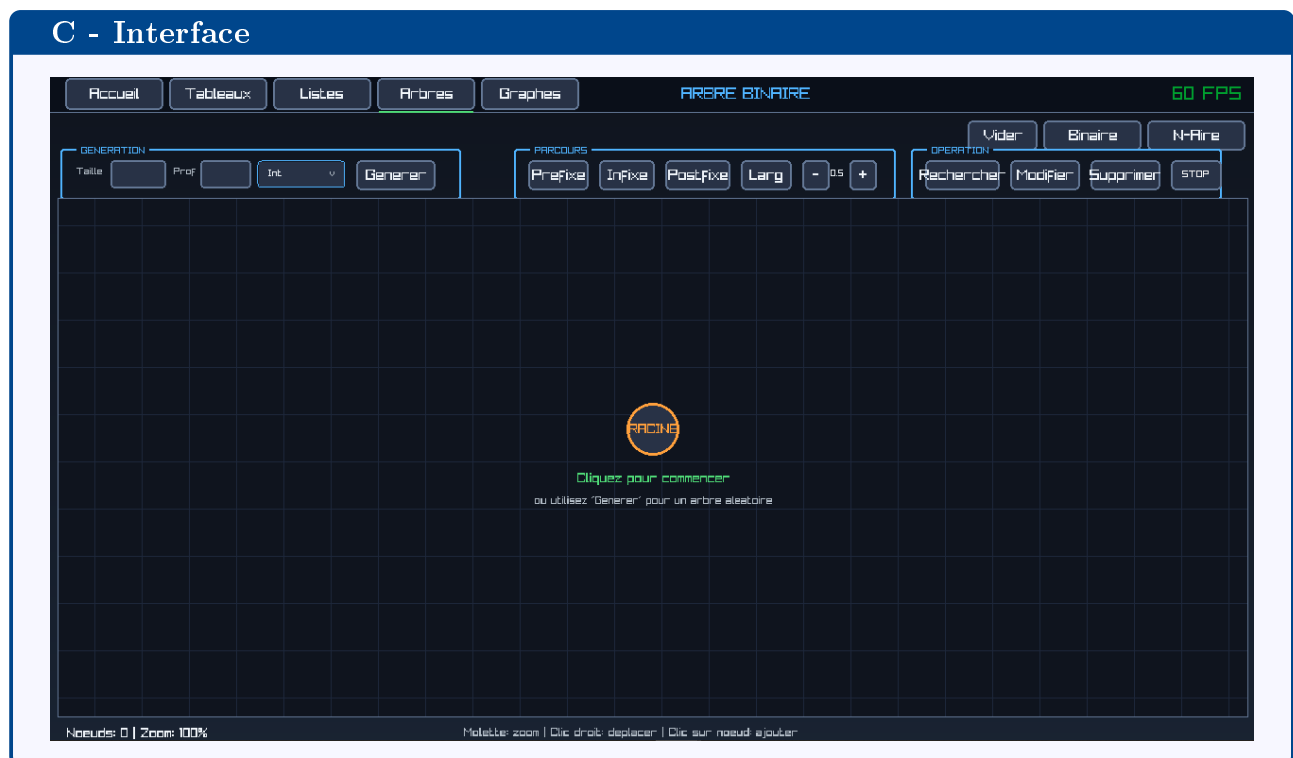 C - Interface
Accueil Tableaux Listes Arbres Graphes ARBRE BINAIRE 60 FPS
Vider Binaire N-Aire
GENERATION PARCOURS OPERATION
Taille Prof Int v Generer Prefixe Infixe Postfixe Larg - 0.5 + Rechercher Modifier Supprimer STOP
RACINE
Cliquez pour commencer
ou utilisez 'Generer' pour un arbre aleatoire
Noeuds: 0 | Zoom: 100% Molette: zoom | Clic droit: deplacer | Clic sur noeud: ajouter